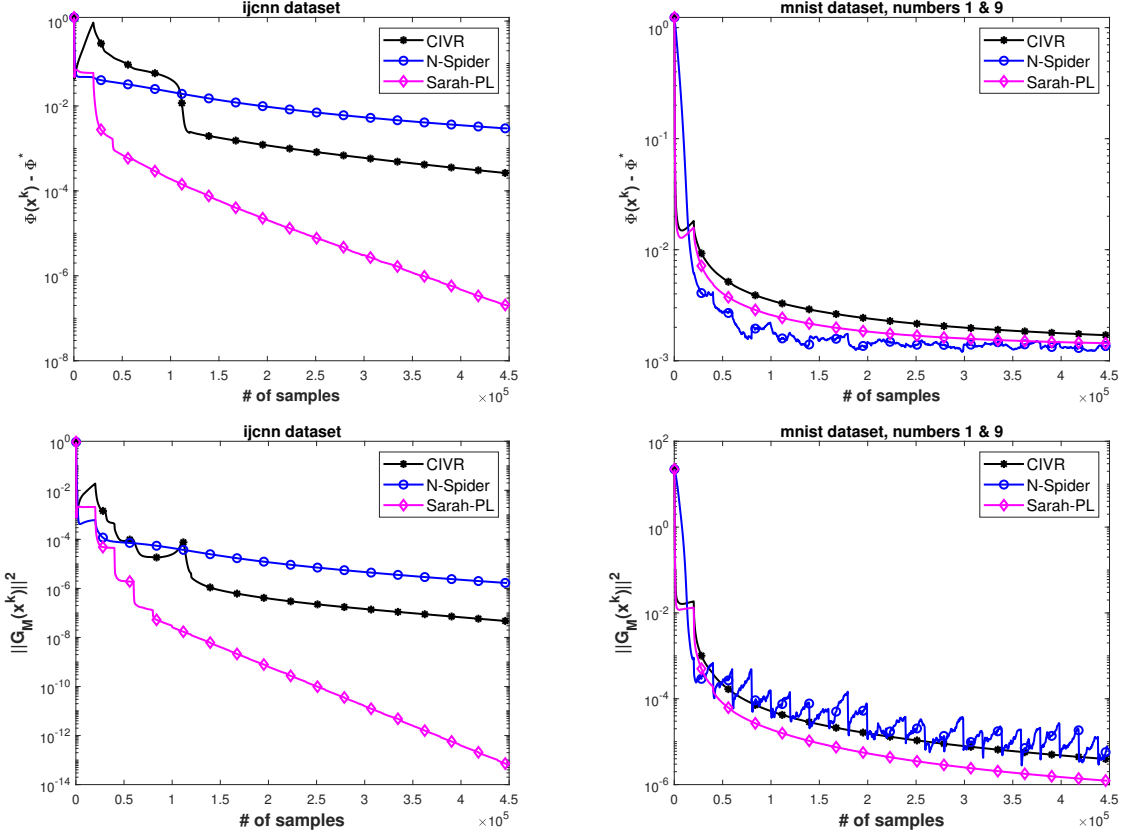 ijcnn dataset
CIVR
N-Spider
Sarah-PL
10^0
10^-2
10^-4
10^-6
10^-8
Φ(x^k) - Φ^*
0 0.5 1 1.5 2 2.5 3 3.5 4 4.5
# of samples
×10^5
mnist dataset, numbers 1 & 9
CIVR
N-Spider
Sarah-PL
10^0
10^-1
10^-2
10^-3
Φ(x^k) - Φ^*
0 0.5 1 1.5 2 2.5 3 3.5 4 4.5
# of samples
×10^5
ijcnn dataset
CIVR
N-Spider
Sarah-PL
10^0
10^-2
10^-4
10^-6
10^-8
10^-10
10^-12
10^-14
||G_M(x^k)||^2
0 0.5 1 1.5 2 2.5 3 3.5 4 4.5
# of samples
×10^5
mnist dataset, numbers 1 & 9
CIVR
N-Spider
Sarah-PL
10^2
10^0
10^-2
10^-4
10^-6
||G_M(x^k)||^2
0 0.5 1 1.5 2 2.5 3 3.5 4 4.5
# of samples
×10^5